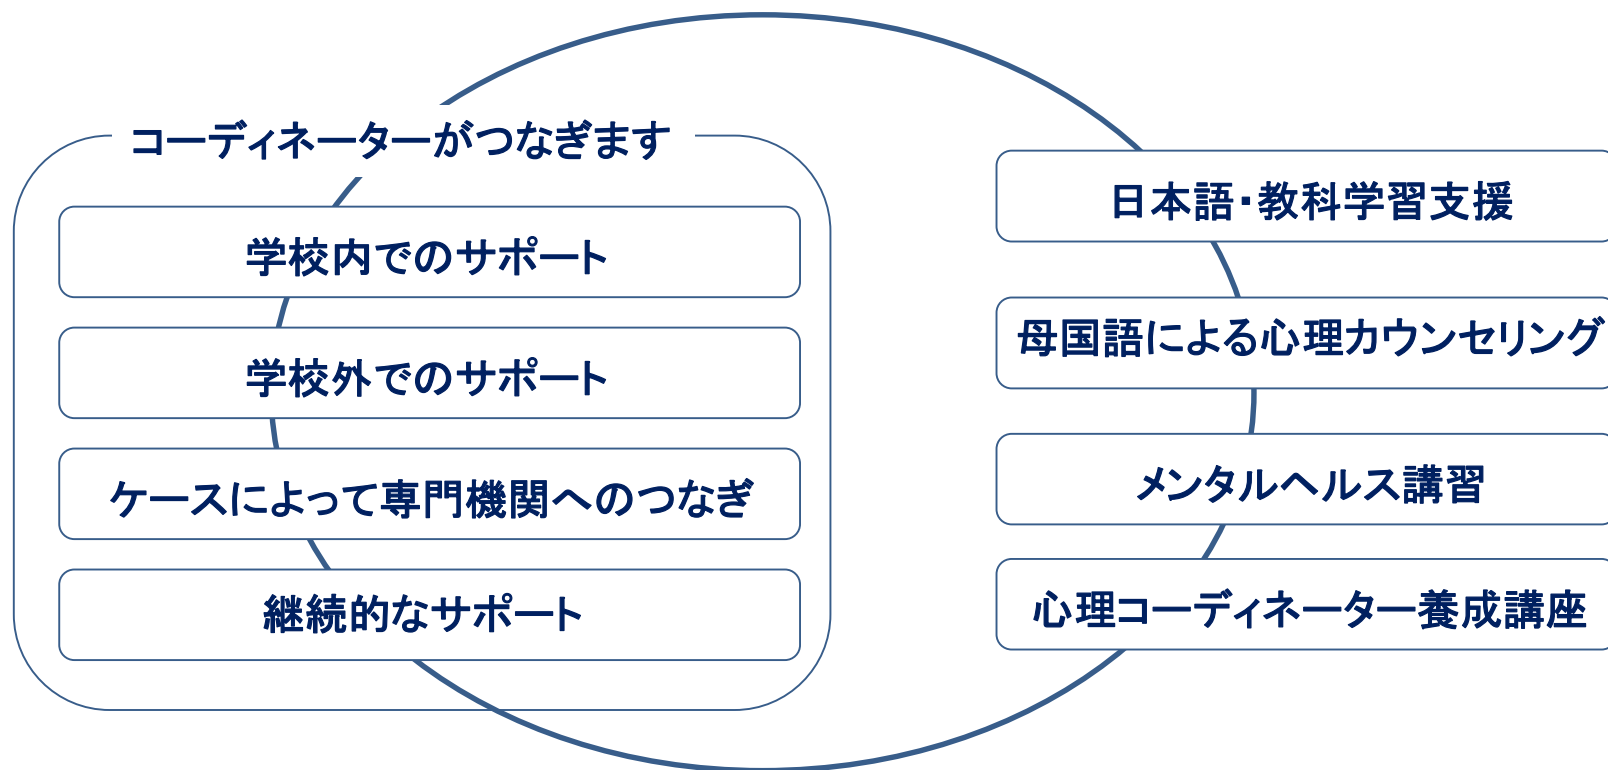 コーディネーターがつなぎます
学校内でのサポート
学校外でのサポート
ケースによって専門機関へのつなぎ
継続的なサポート
日本語・教科学習支援
母国語による心理カウンセリング
メンタルヘルス講習
心理コーディネーター養成講座